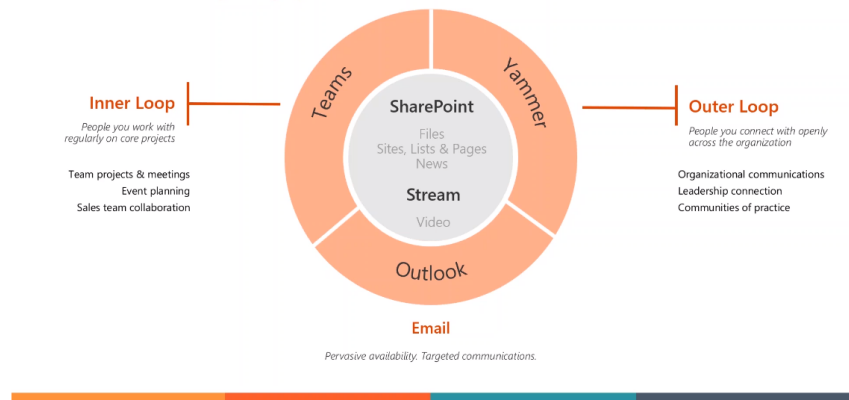 Teams
Yammer
Inner Loop
People you work with
regularly on core projects
Team projects & meetings
Event planning
Sales team collaboration
SharePoint
Files
Sites, Lists & Pages
News
Stream
Video
Outlook
Outer Loop
People you connect with openly
across the organization
Organizational communications
Leadership connection
Communities of practice
Email
Pervasive availability. Targeted communications.